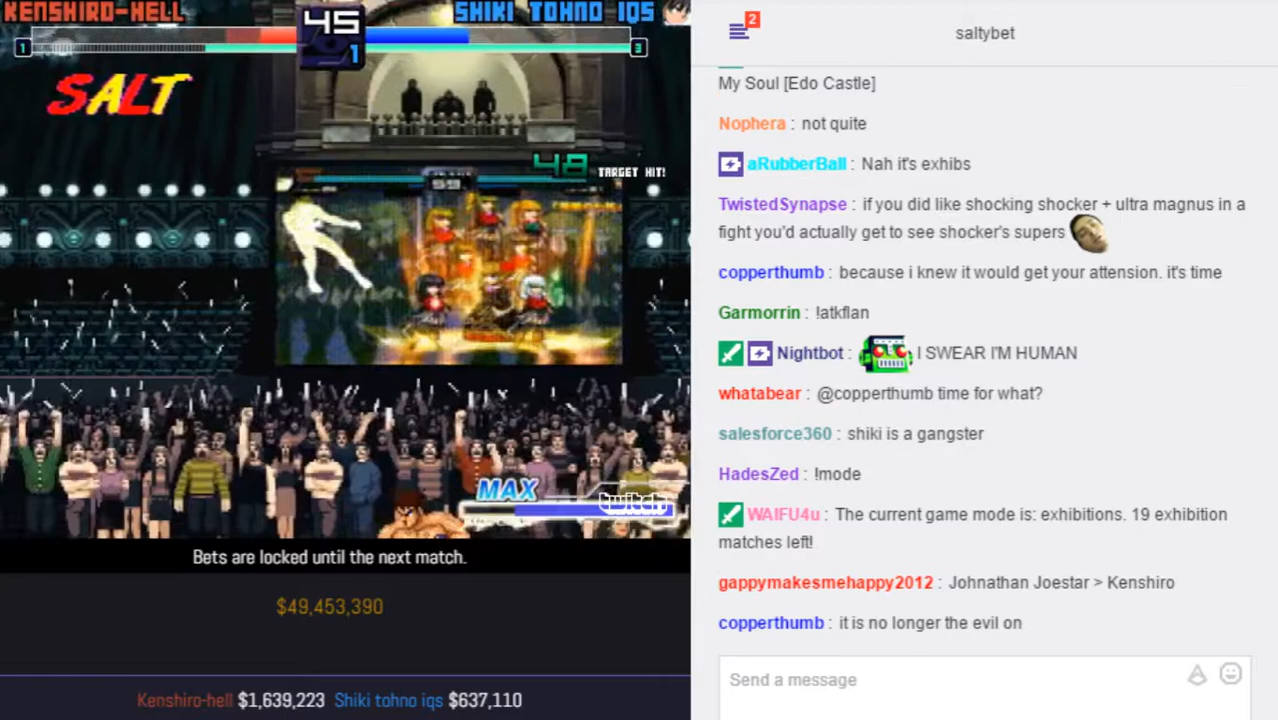 KENSHIRO-HELL
45
SHIKI TOHNO IQS
1
1
3
SALT
48
TARGET HIT!
MAX
twitch
Bets are locked until the next match.
$49,453,390
Kenshiro-hell $1,639,223 Shiki tohno iqs $637,110
2
saltybet
My Soul [Edo Castle]
Nophera : not quite
aRubberBall : Nah it's exhibs
TwistedSynapse : if you did like shocking shocker + ultra magnus in a
fight you'd actually get to see shocker's supers
copperthumb : because i knew it would get your attension. it's time
Garmorrin : !atkflan
Nightbot : I SWEAR I'M HUMAN
whatabear : @copperthumb time for what?
salesforce360 : shiki is a gangster
HadesZed : !mode
WAIFU4u : The current game mode is: exhibitions. 19 exhibition
matches left!
gappymakesmehappy2012 : Johnathan Joestar > Kenshiro
copperthumb : it is no longer the evil on
Send a message